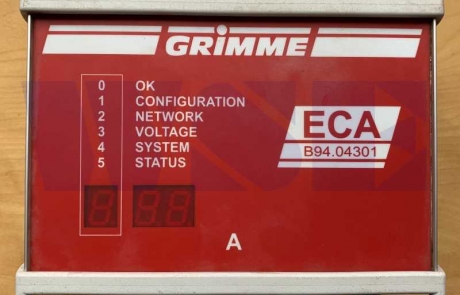 GRIMME
0 OK
1 CONFIGURATION
2 NETWORK
3 VOLTAGE
4 SYSTEM
5 STATUS
ECA
B94.04301
A